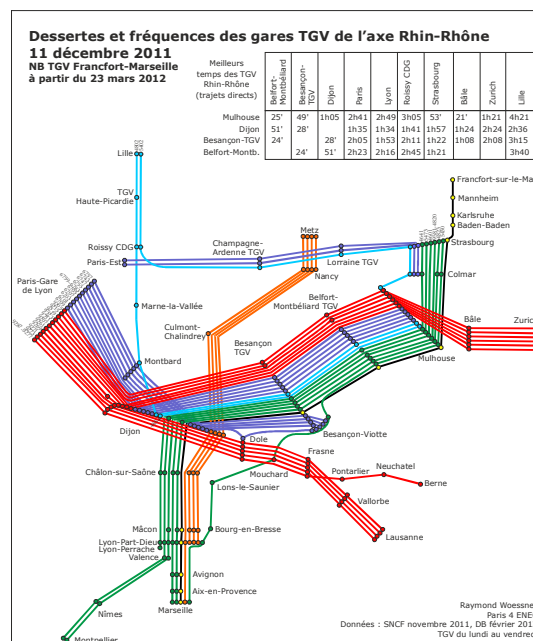 Dessertes et fréquences des gares TGV de l'axe Rhin-Rhône
11 décembre 2011
NB TGV Francfort-Marseille
à partir du 23 mars 2012
Meilleurs
temps des TGV
Rhin-Rhône
(trajets directs)
Belfort-
Montbéliard
Besançon-
TGV
Dijon
Paris
Lyon
Roissy CDG
Strasbourg
Bâle
Zurich
Lille
Mulhouse 25' 49' 1h05 2h41 2h49 3h05 53' 21' 1h21 4h21
Dijon 51' 28' 1h35 1h34 1h41 1h57 1h24 2h24 2h36
Besançon-TGV 24' 28' 2h05 1h53 2h11 1h22 1h08 2h08 3h15
Belfort-Montb. 24' 51' 2h23 2h16 2h45 1h21 3h40
Lille
Francfort-sur-le-Ma
TGV
Haute-Picardie
Mannheim
Karlsruhe
Baden-Baden
Metz
Strasbourg
Roissy CDG
Champagne-
Ardenne TGV
Paris-Est
Lorraine TGV
Nancy
Colmar
Paris-Gare
de Lyon
Marne-la-Vallée
Belfort-
Montbéliard TGV
Culmont-
Chalindrey
Bâle
Zuric
Besançon
TGV
Montbard
Mulhouse
Dijon
Besançon-Viotte
Dole
Frasne
Mouchard
Pontarlier
Neuchatel
Berne
Châlon-sur-Saône
Lons-le-Saunier
Vallorbe
Mâcon
Bourg-en-Bresse
Lausanne
Lyon-Part-Dieu
Lyon-Perrache
Valence
Avignon
Aix-en-Provence
Marseille
Nîmes
Montpellier
Raymond Woessne
Paris 4 ENE
Données : SNCF novembre 2011, DB février 201
TGV du lundi au vendred